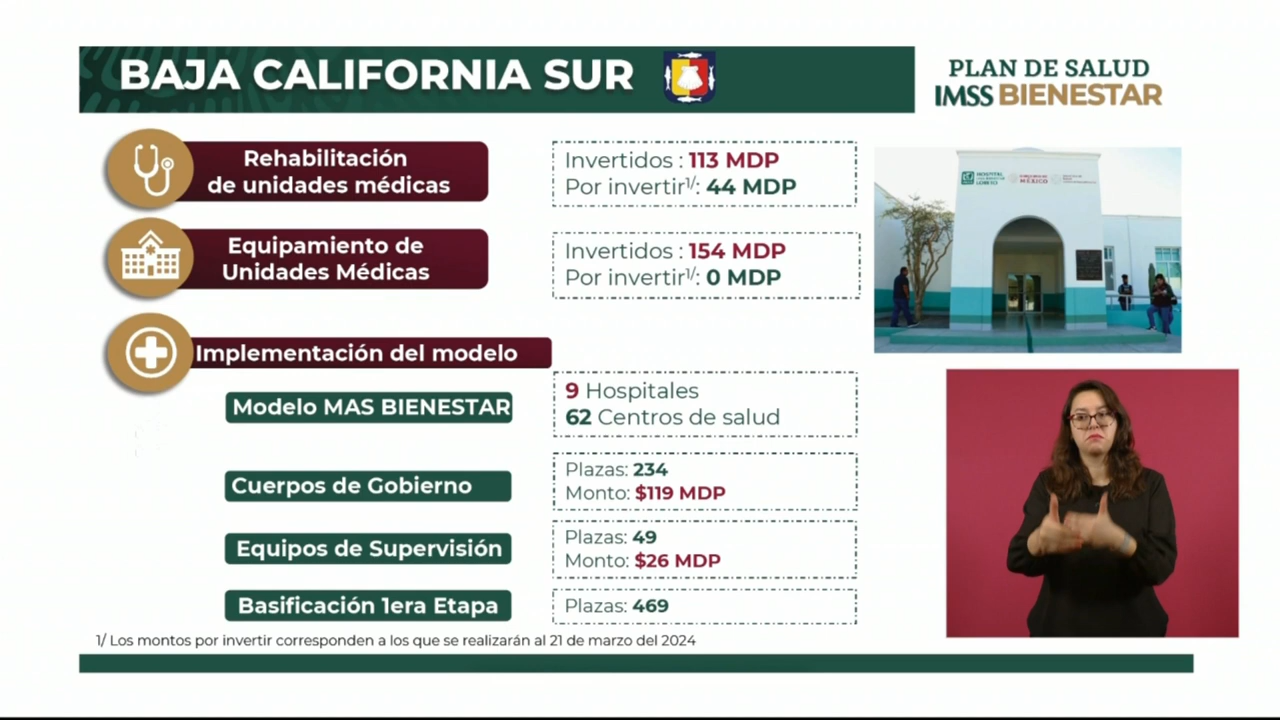 BAJA CALIFORNIA SUR
PLAN DE SALUD
IMSS BIENESTAR
Rehabilitación
de unidades médicas
Invertidos : 113 MDP
Por invertir1/: 44 MDP
Equipamiento de
Unidades Médicas
Invertidos : 154 MDP
Por invertir1/: 0 MDP
HOSPITAL
LORETO
MÉXICO
Implementación del modelo
Modelo MAS BIENESTAR
9 Hospitales
62 Centros de salud
Cuerpos de Gobierno
Plazas: 234
Monto: $119 MDP
Equipos de Supervisión
Plazas: 49
Monto: $26 MDP
Basificación 1era Etapa
Plazas: 469
1/ Los montos por invertir corresponden a los que se realizarán al 21 de marzo del 2024